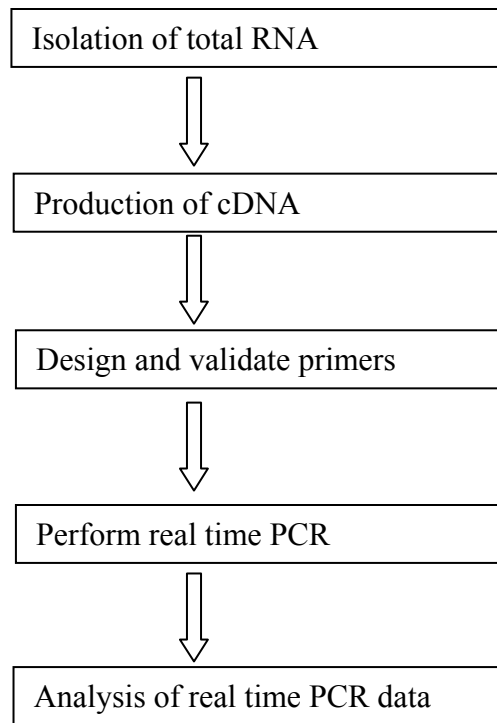 Isolation of total RNA
Production of cDNA
Design and validate primers
Perform real time PCR
Analysis of real time PCR data